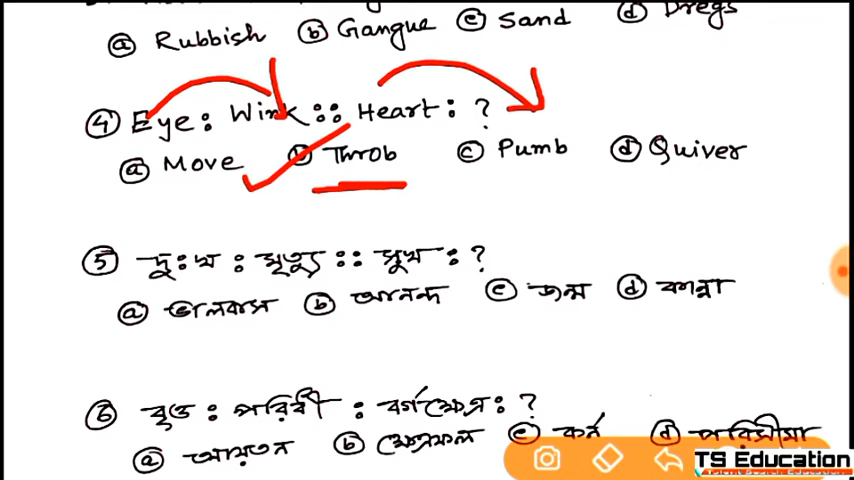 ⓐ Rubbish ⓑ Gangue ⓒ Sand ⓓ Dregs
④ Eye : Wink :: Heart : ?
ⓐ Move ⓑ Throb ⓒ Pumb ⓓ Quiver
⑤ দুঃখ : মৃত্যু :: সুখ : ?
ⓐ ভালবাস ⓑ আনন্দ ⓒ জন্ম ⓓ কান্না
⑥ বৃত্ত : পরিধী : বর্গক্ষেত্র : ?
ⓐ আয়তন ⓑ ক্ষেত্রফল ⓒ কর্ন ⓓ পরিসীমা
TS Education